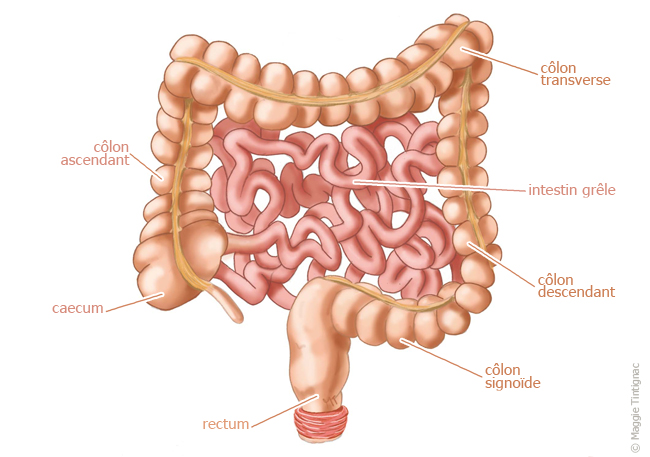 côlon
transverse
côlon
ascendant
intestin grêle
côlon
descendant
caecum
côlon
signoïde
rectum
© Maggie Tintignac